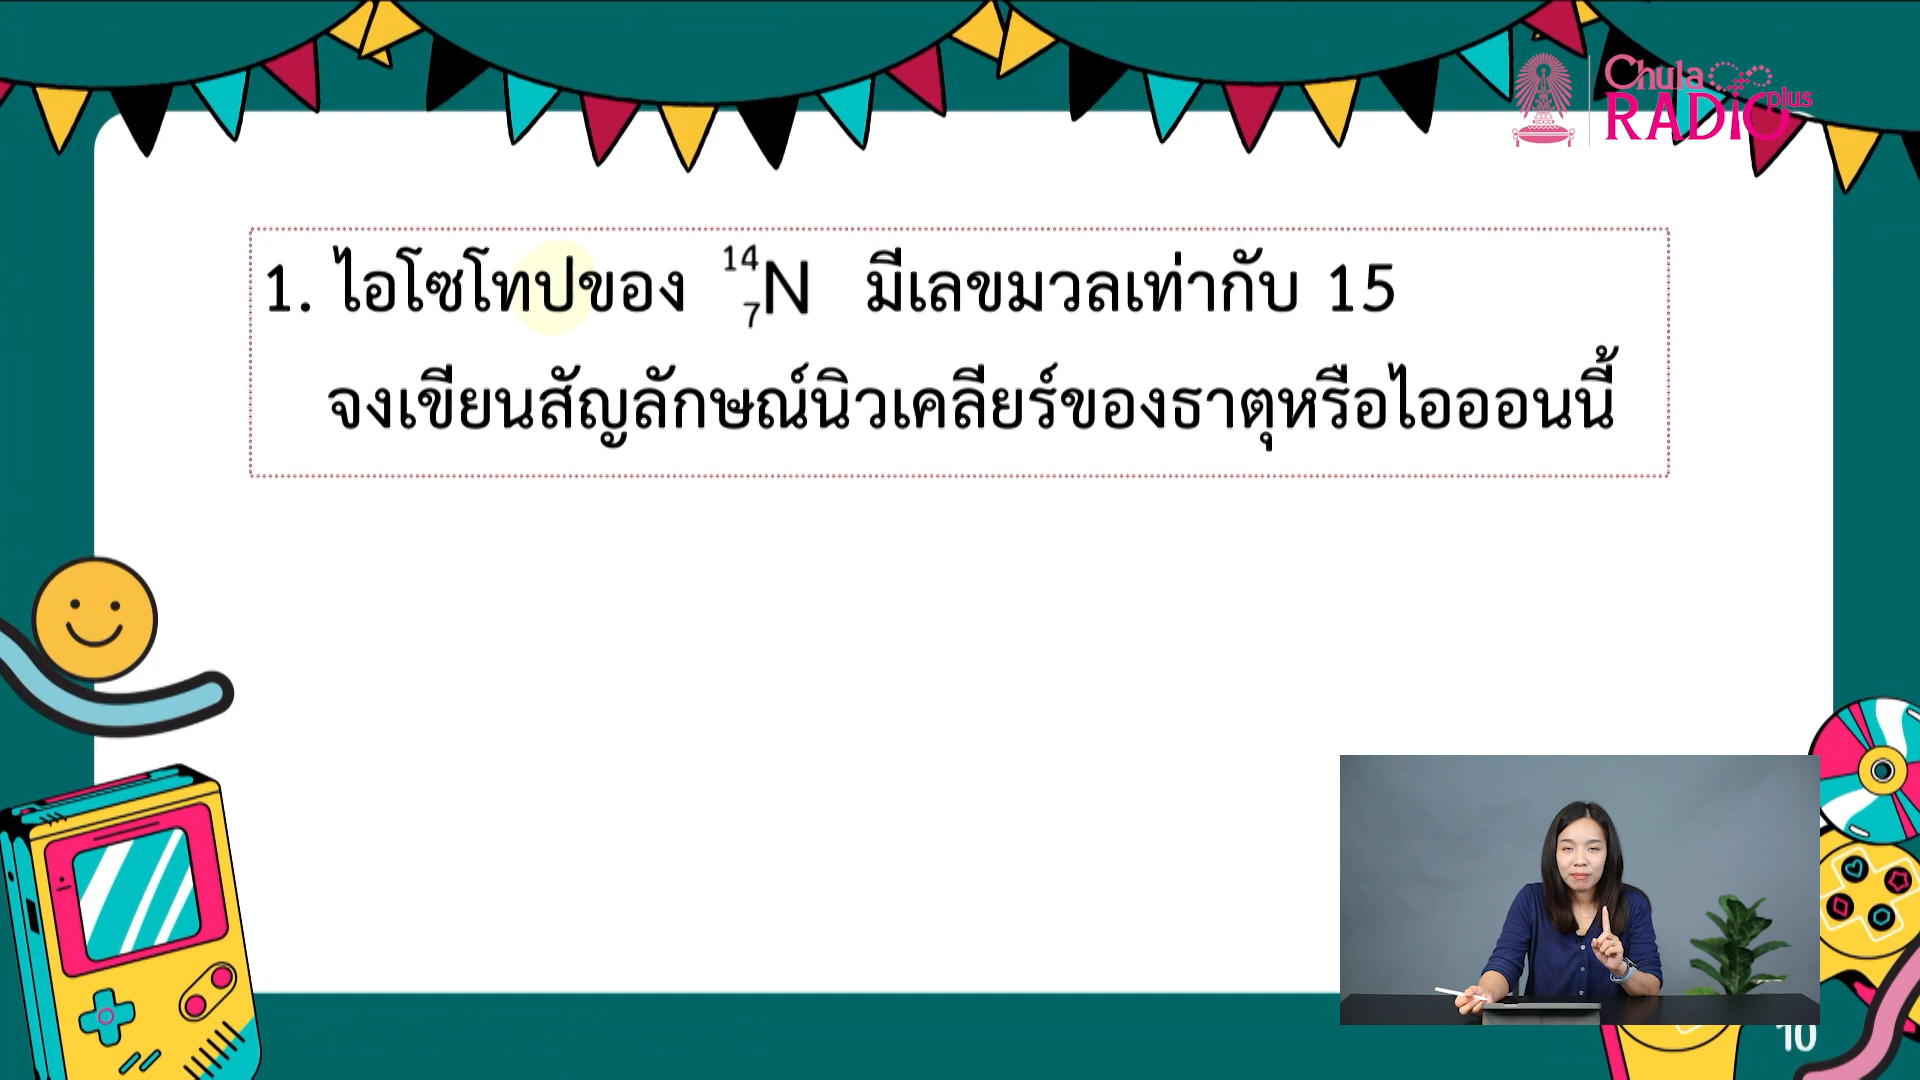 Chula
RADIO plus
1. ไอโซโทปของ ¹⁴₇N มีเลขมวลเท่ากับ 15
จงเขียนสัญลักษณ์นิวเคลียร์ของธาตุหรือไอออนนี้
10